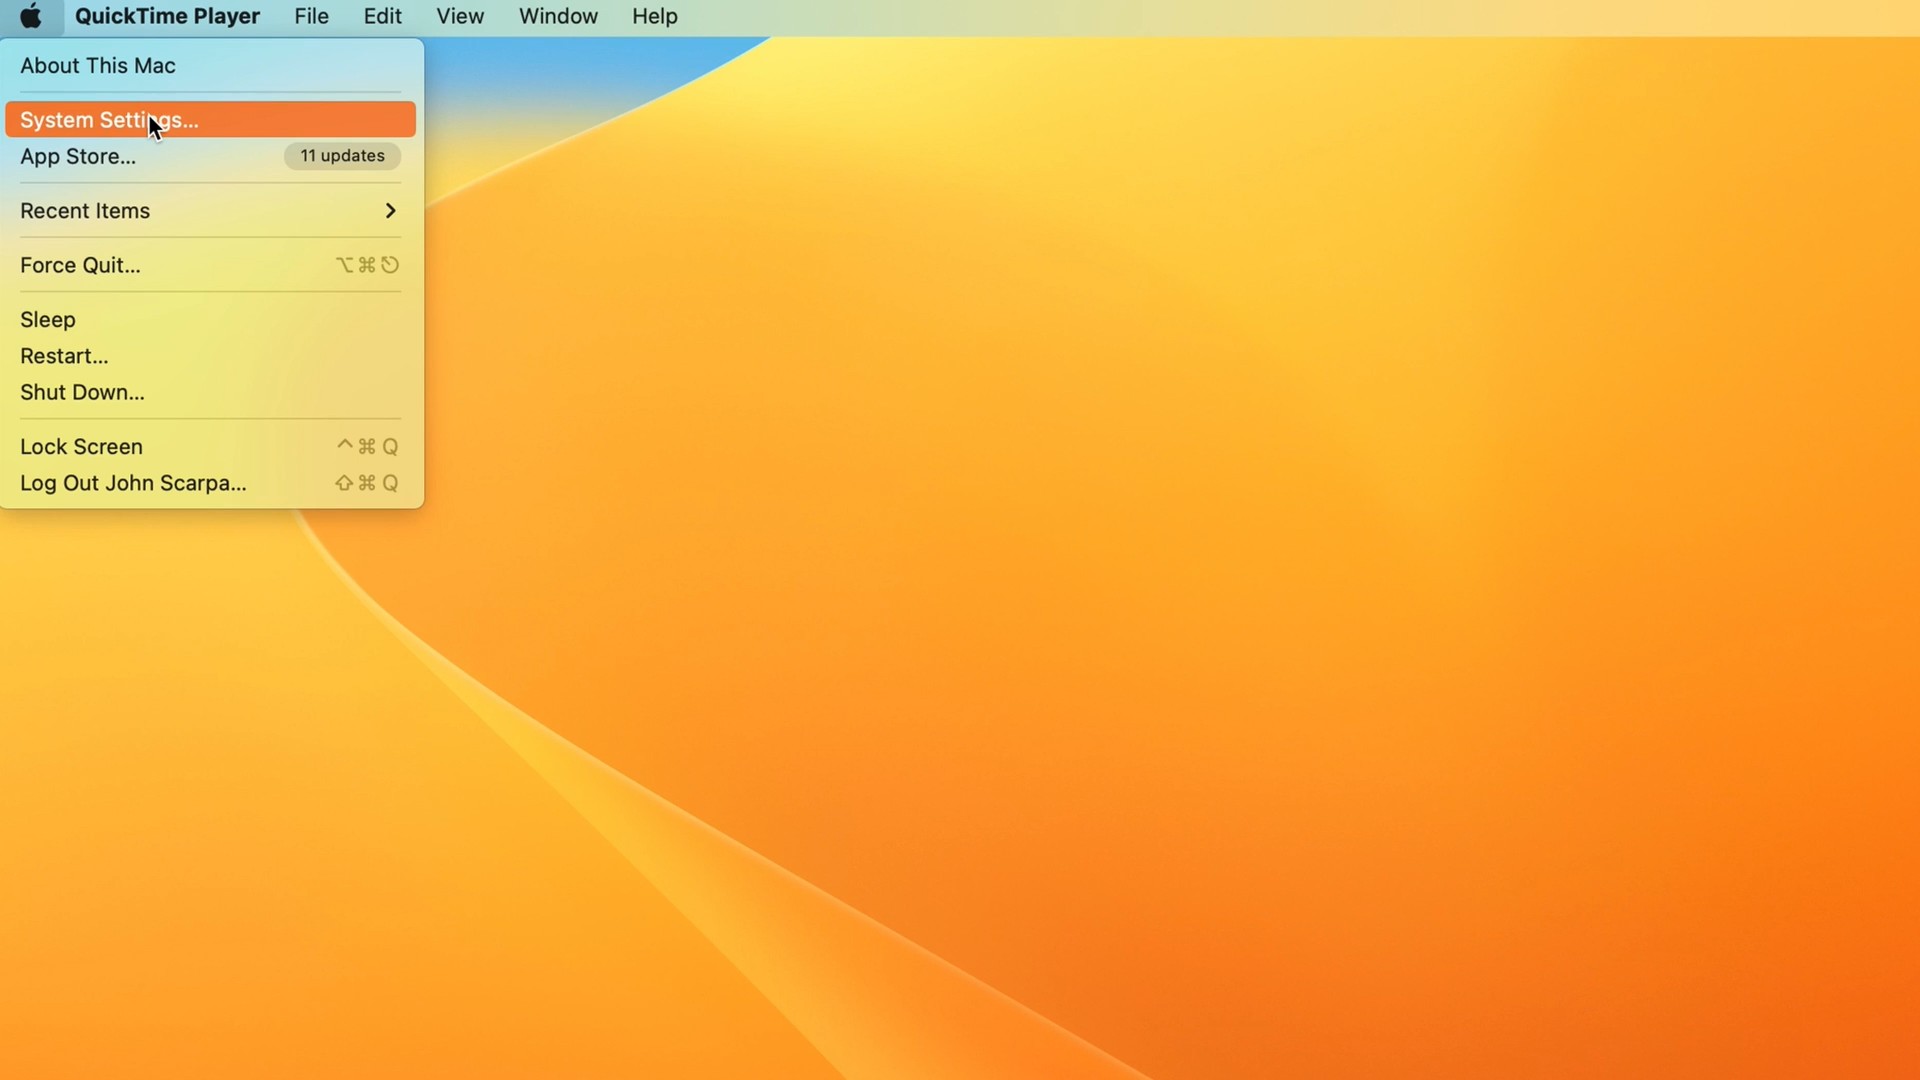 QuickTime Player File Edit View Window Help
About This Mac
System Settings...
App Store... 11 updates
Recent Items
Force Quit... ⌥⌘⎋
Sleep
Restart...
Shut Down...
Lock Screen ^⌘Q
Log Out John Scarpa... ⇧⌘Q